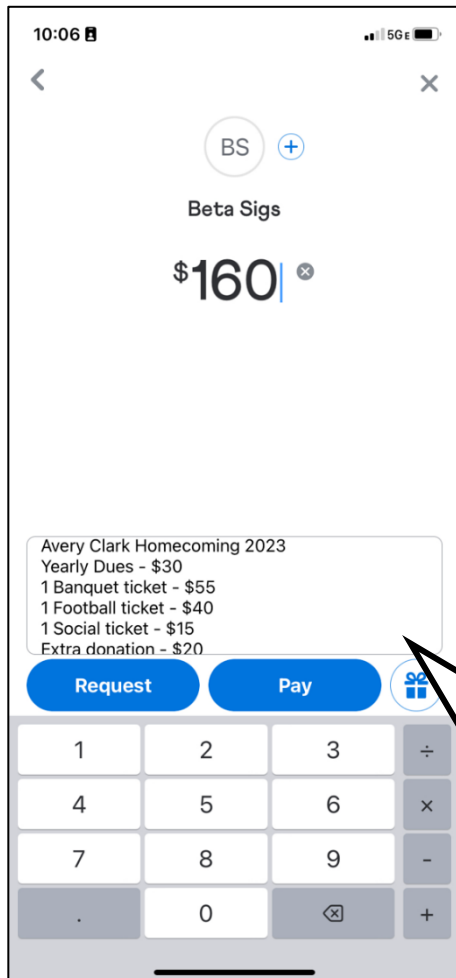 10:06
5G E
BS
Beta Sigs
$160
Avery Clark Homecoming 2023
Yearly Dues - $30
1 Banquet ticket - $55
1 Football ticket - $40
1 Social ticket - $15
Extra donation - $20
Request Pay
1 2 3 ÷
4 5 6 ×
7 8 9 -
. 0 +